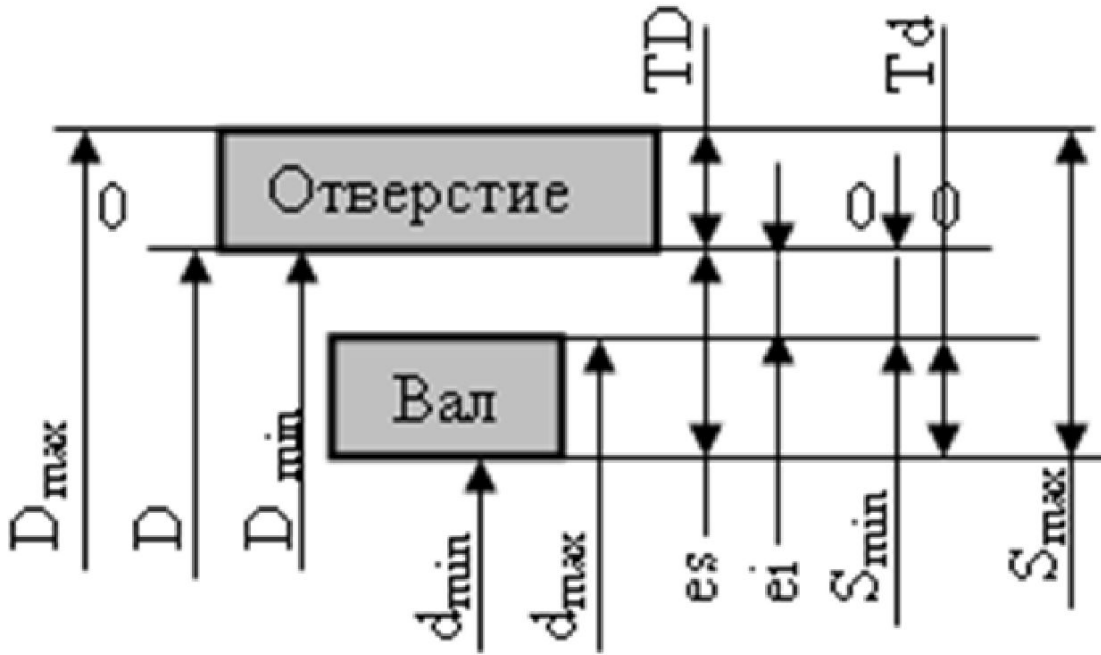 TD
Td
Отверстие
0
0
0
Вал
Dmax
D
Dmin
dmin
dmax
es
ei
Smin
Smax